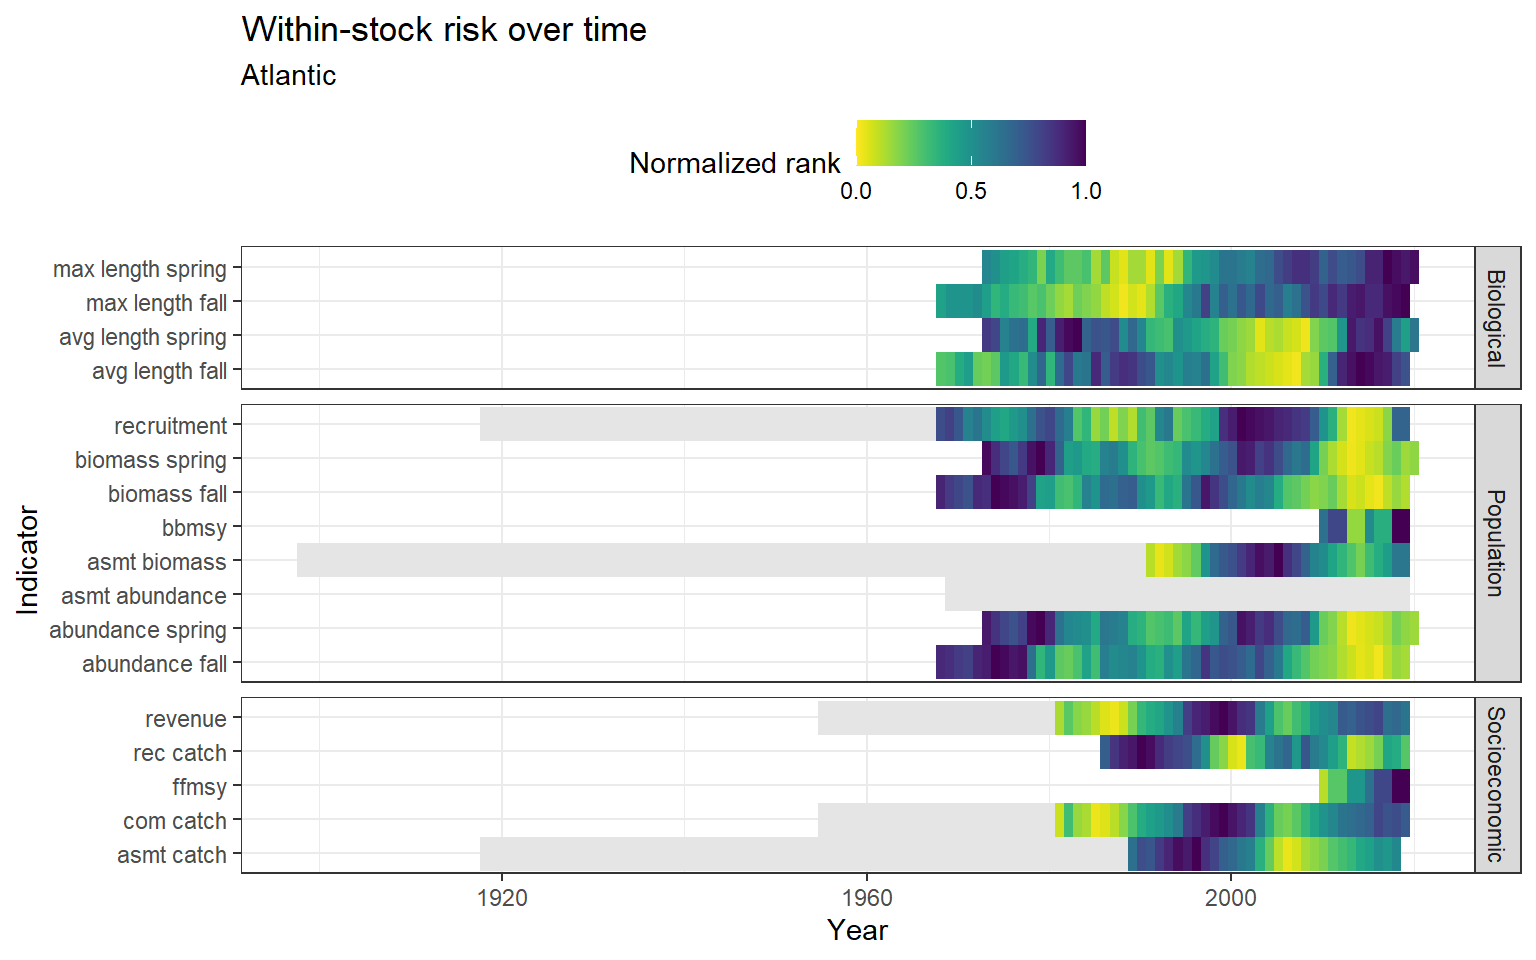 Within-stock risk over time
Atlantic
Normalized rank
0.0 0.5 1.0
max length spring
max length fall
avg length spring
avg length fall
Biological
recruitment
biomass spring
biomass fall
bbmsy
asmt biomass
asmt abundance
abundance spring
abundance fall
Population
revenue
rec catch
ffmsy
com catch
asmt catch
Socioeconomic
Indicator
1920 1960 2000
Year